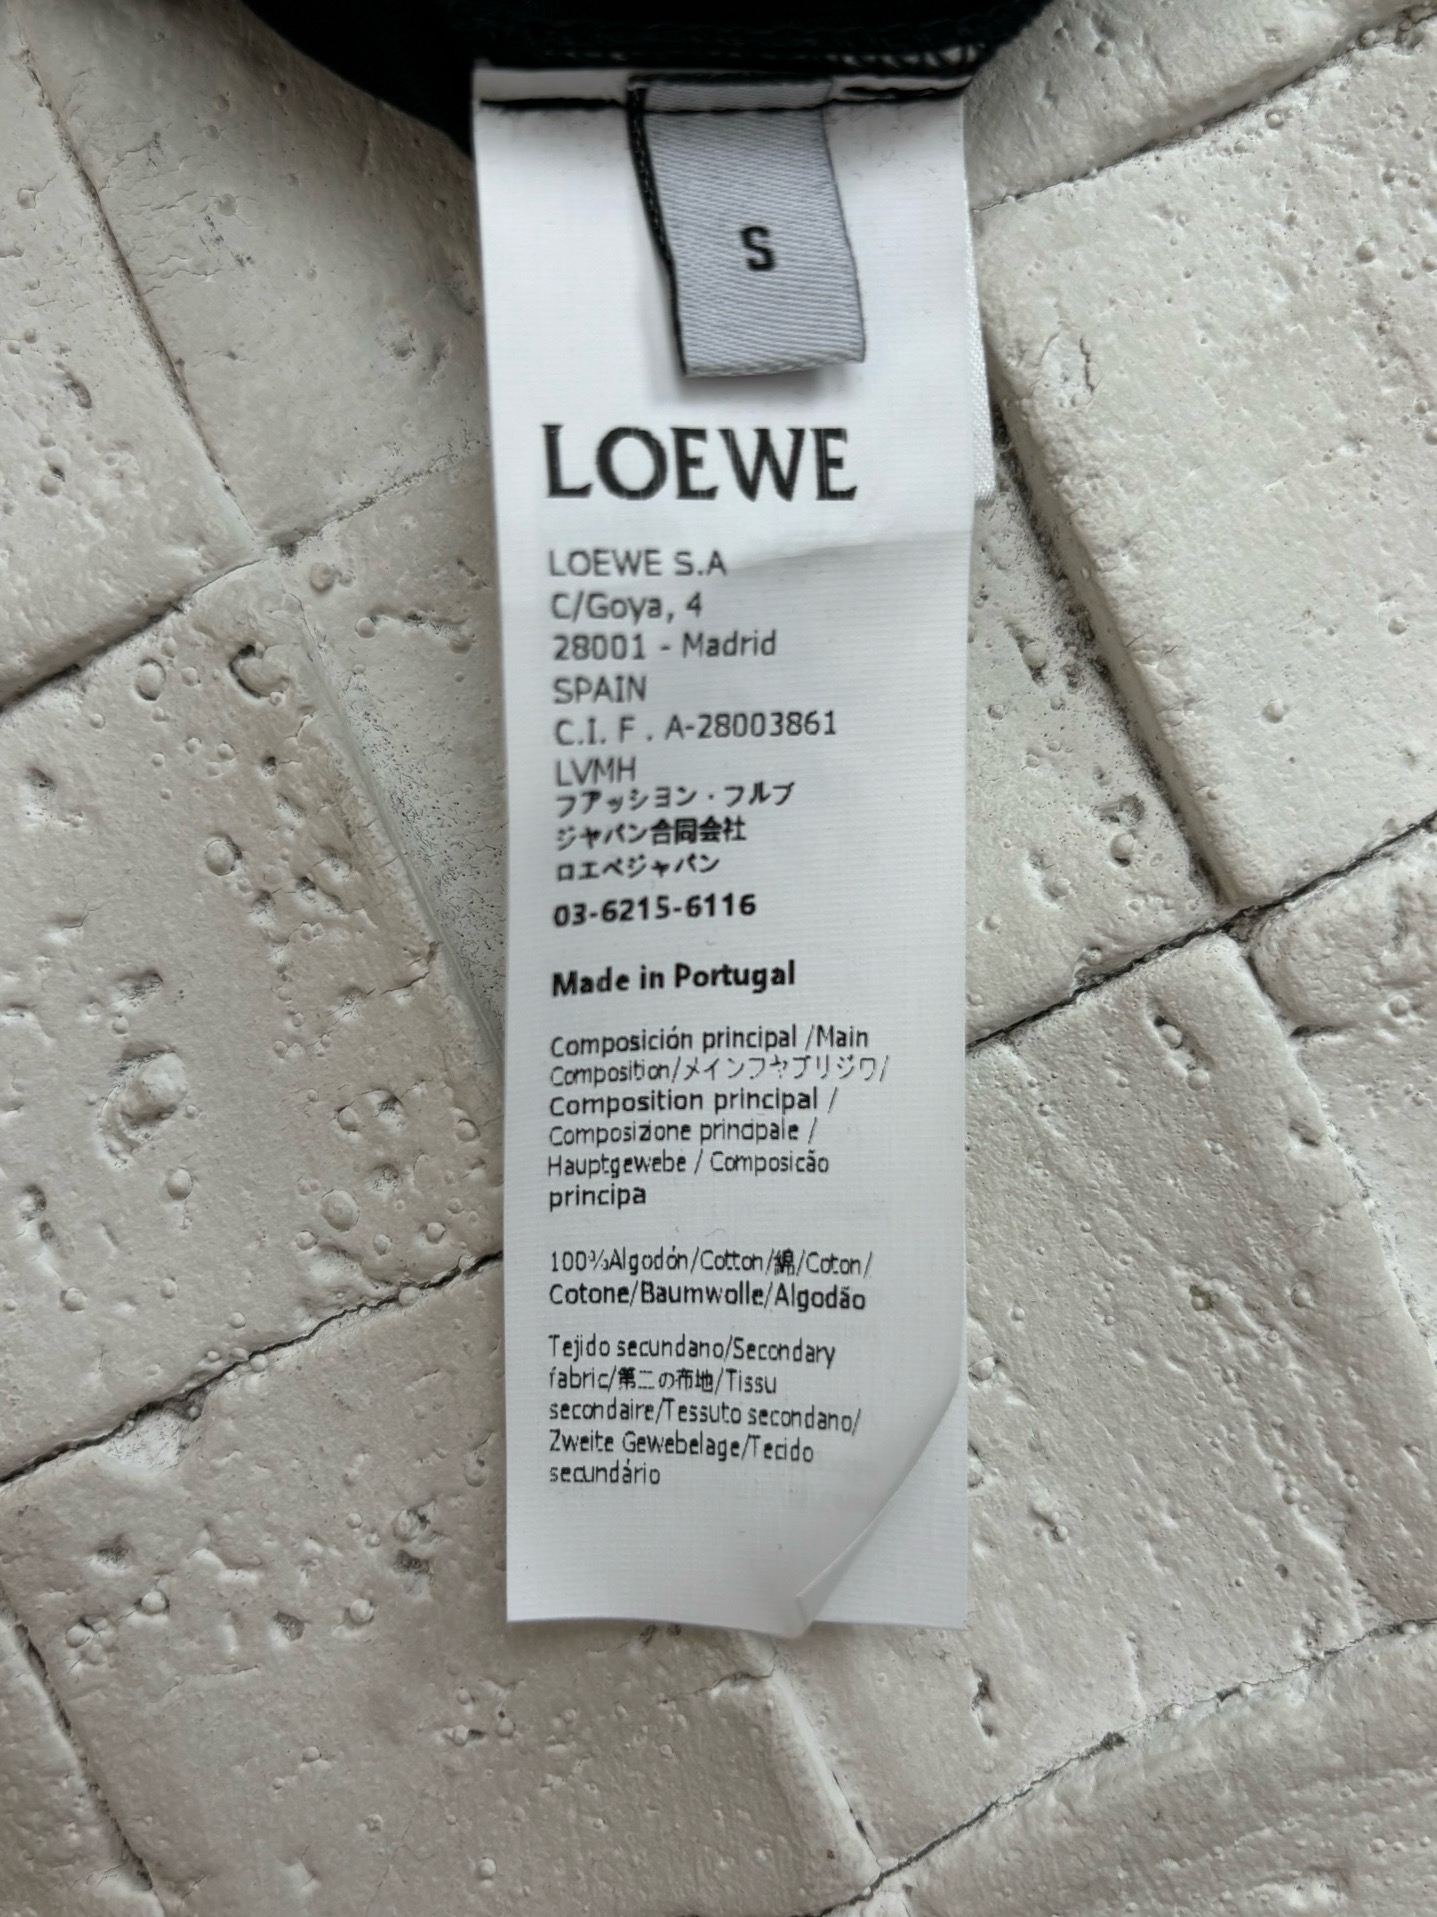 S
LOEWE
LOEWE S.A
C/Goya, 4
28001 - Madrid
SPAIN
C.I. F . A-28003861
LVMH
フアッション・フルブ
ジャパン合同会社
ロエベジャパン
03-6215-6116
Made in Portugal
Composición principal /Main
Composition/メインフヤブリジワ/
Composition principal /
Composizione principale /
Hauptgewebe / Composicão
principa
100%Algodón/Cotton/綿/Coton/
Cotone/Baumwolle/Algodão
Tejido secundano/Secondary
fabric/第二の布地/Tissu
secondaire/Tessuto secondano/
Zweite Gewebelage/Tecido
secundário